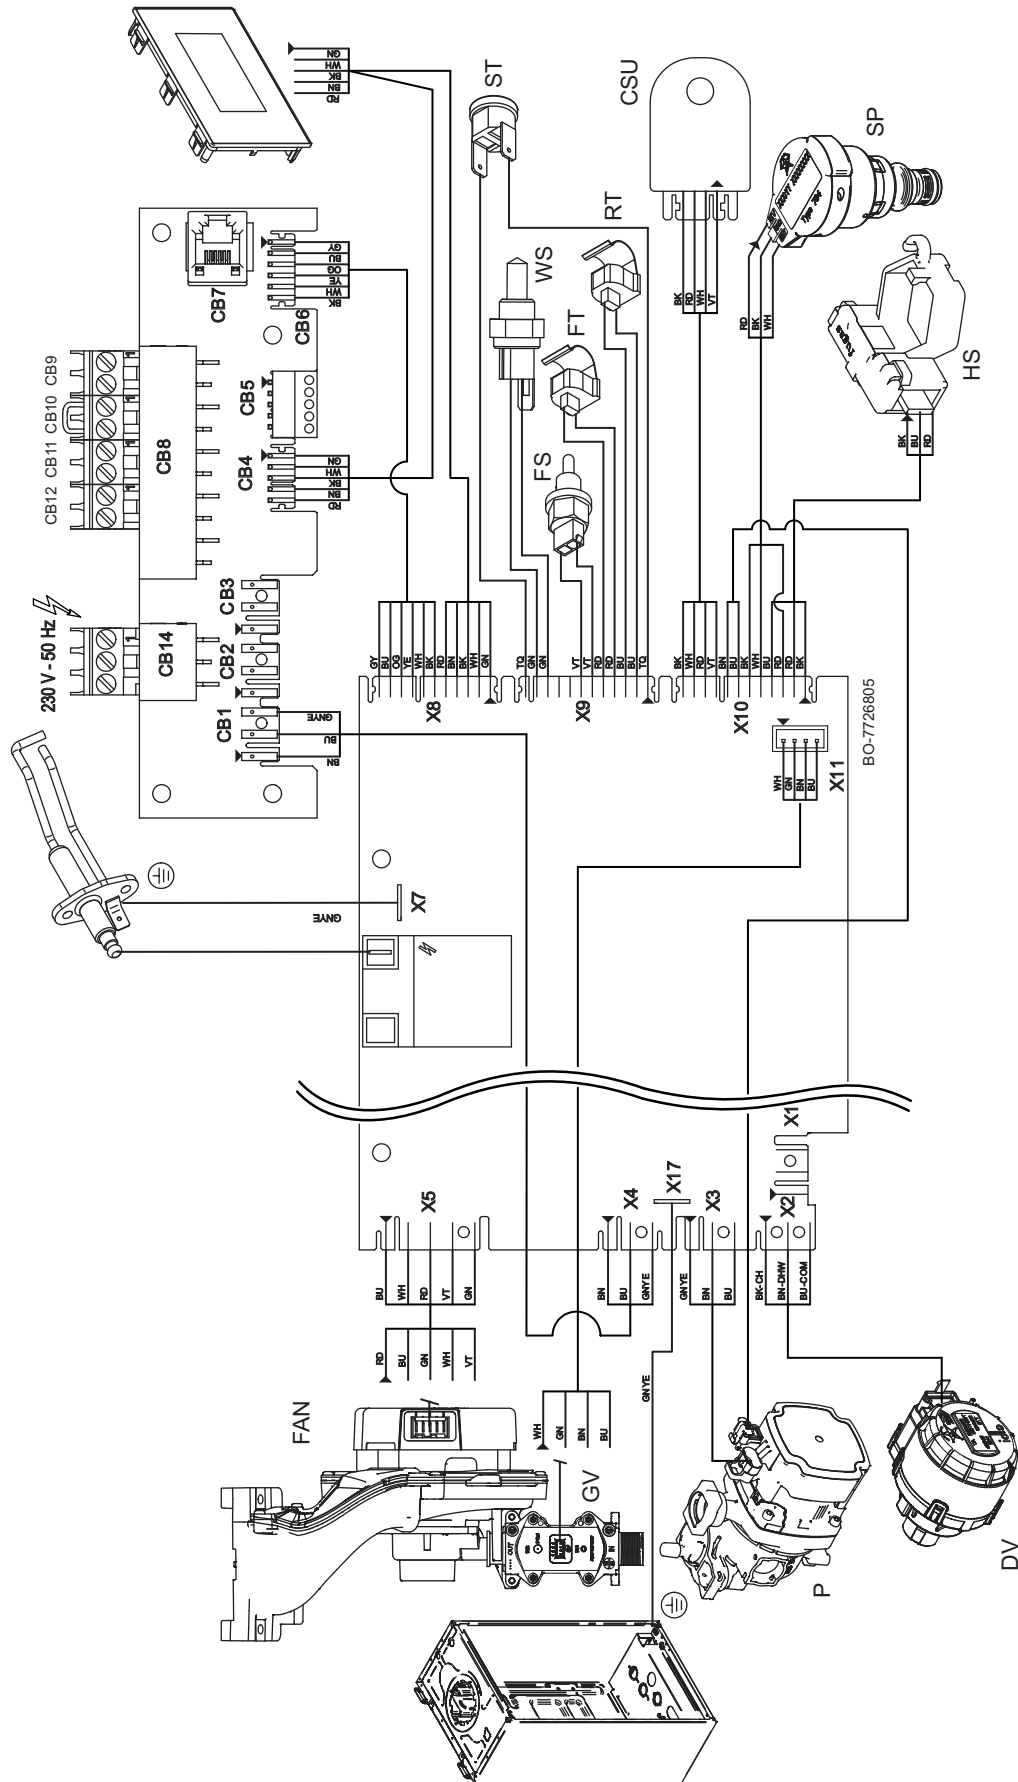 GN
WH
BK
BN
RD
ST
CSU
SP
Type 704
RT
WS
FT
FS
HS
CB7
CB9
CB10
CB11
CB12
CB8
CB6
CB5
CB4
GY
BU
OG
YE
WH
BK
GN
WH
BK
BN
RD
CB3
CB2
CB1
CB14
1
1
230 V - 50 Hz
GNYE
BU
BN
BK
RD
WH
VT
RD
BK
WH
BK
BU
RD
GY
BU
OG
YE
WH
BK
RD
BN
BK
WH
GN
X8
TQ
GN
GN
VT
VT
RD
RD
BU
BU
TQ
X9
BK
WH
RD
VT
BN
BU
BK
WH
BU
RD
RD
BK
X10
BO-7726805
WH
GN
BN
BU
X11
GNYE
X7
X1
X5
X4
X17
X3
X2
BU
WH
RD
VT
GN
BN
BU
GNYE
GNYE
BN
BU
BK-CH
BN-DHW
BU-COM
RD
BU
GN
WH
VT
FAN
WH
GN
BN
BU
GV
OUT
IN
GNYE
P
DV